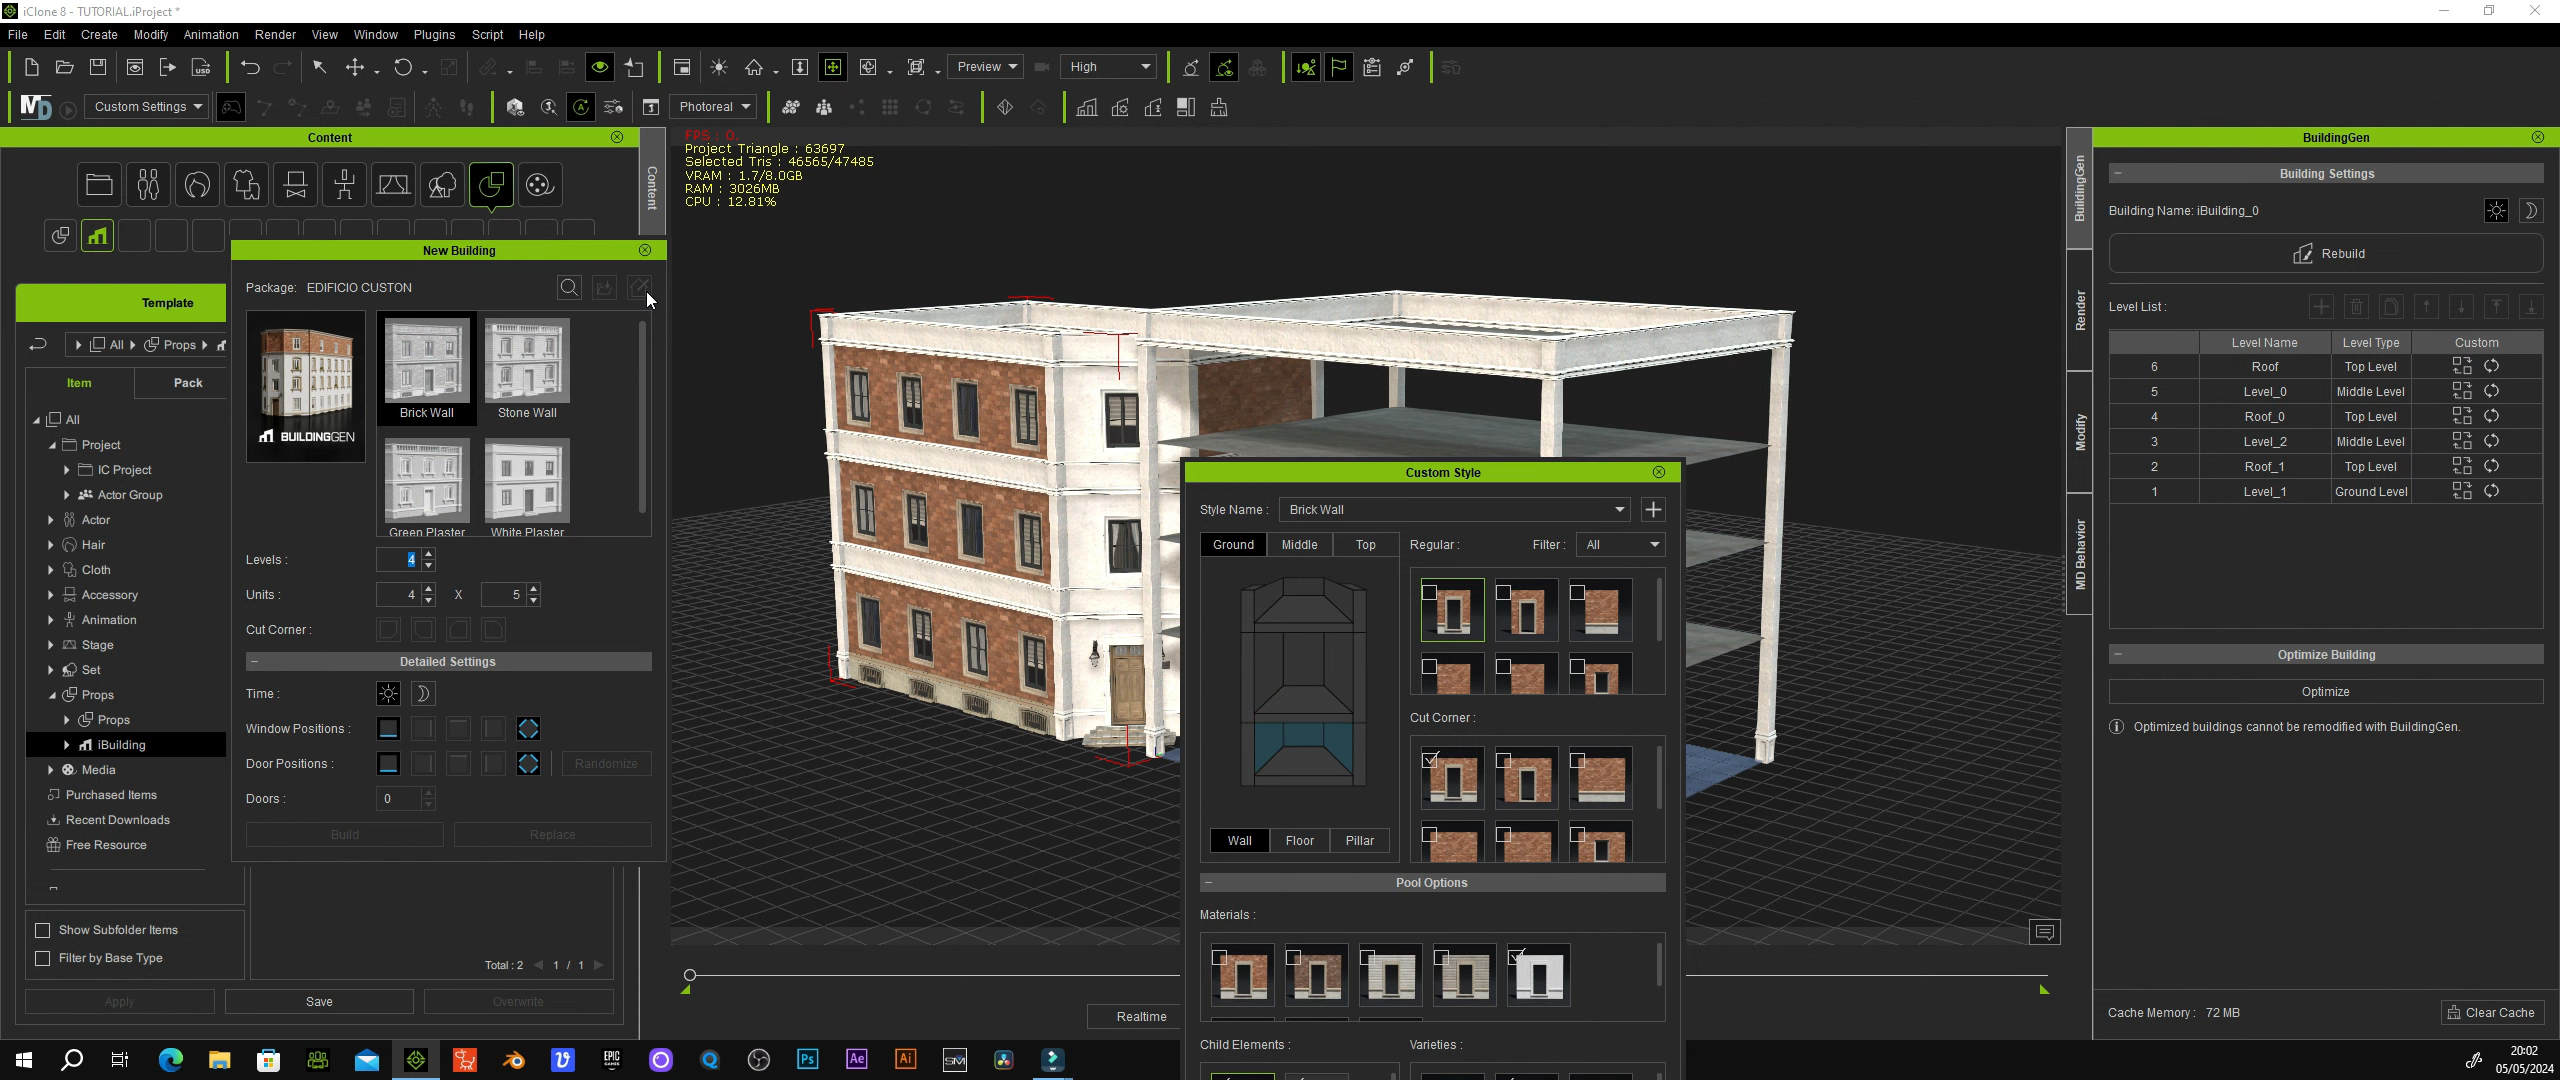 iClone 8 - TUTORIAL.iProject *
File Edit Create Modify Animation Render View Window Plugins Script Help
Preview High
Custom Settings Photoreal
Content
Content
Template
All Props
Item Pack
All
Project
IC Project
Actor Group
Actor
Hair
Cloth
Accessory
Animation
Stage
Set
Props
Props
iBuilding
Media
Purchased Items
Recent Downloads
Free Resource
Show Subfolder Items
Filter by Base Type
Total : 2 1 / 1
Apply Save Overwrite
New Building
Package: EDIFICIO CUSTON
BUILDINGGEN
Brick Wall Stone Wall
Green Plaster White Plaster
Levels : 4
Units : 4 X 5
Cut Corner :
Detailed Settings
Time :
Window Positions :
Door Positions : Randomize
Doors : 0
Build Replace
FPS : 0.
Project Triangle : 63697
Selected Tris : 46565/47485
VRAM : 1.7/8.0GB
RAM : 3026MB
CPU : 12.81%
Realtime
Custom Style
Style Name : Brick Wall
Ground Middle Top Regular : Filter : All
Cut Corner :
Wall Floor Pillar
Pool Options
Materials :
Child Elements : Varieties :
BuildingGen
Render
Modify
MD Behavior
BuildingGen
Building Settings
Building Name: iBuilding_0
Rebuild
Level List :
Level Name Level Type Custom
6 Roof Top Level
5 Level_0 Middle Level
4 Roof_0 Top Level
3 Level_2 Middle Level
2 Roof_1 Top Level
1 Level_1 Ground Level
Optimize Building
Optimize
Optimized buildings cannot be remodified with BuildingGen.
Cache Memory : 72 MB Clear Cache
EPIC GAMES
Ps Ae Ai SM
20:02
05/05/2024